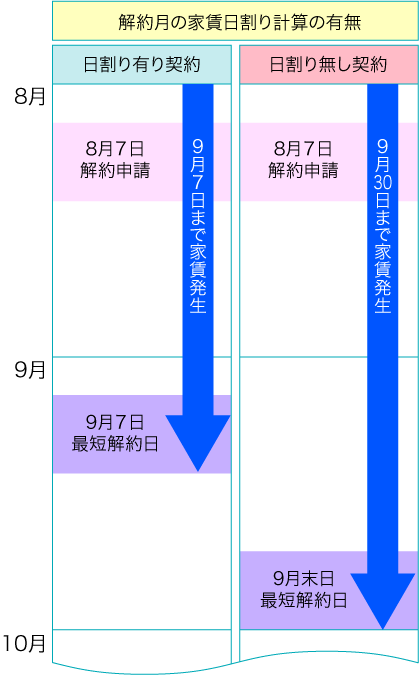 解約月の家賃日割り計算の有無
日割り有り契約
日割り無し契約
8月
8月7日
解約申請
9月7日まで家賃発生
8月7日
解約申請
9月30日まで家賃発生
9月
9月7日
最短解約日
9月末日
最短解約日
10月